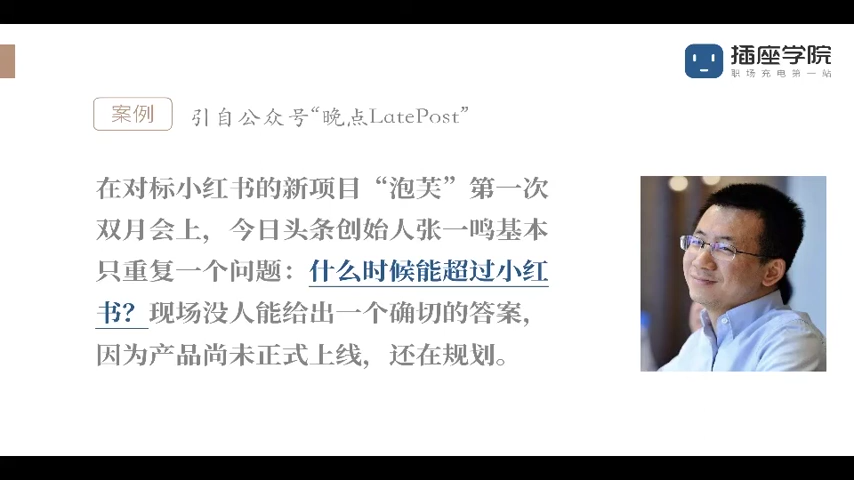 插座学院
职场充电第一站
案例 引自公众号“晚点LatePost”
在对标小红书的新项目“泡芙”第一次
双月会上，今日头条创始人张一鸣基本
只重复一个问题：什么时候能超过小红
书？现场没人能给出一个确切的答案，
因为产品尚未正式上线，还在规划。